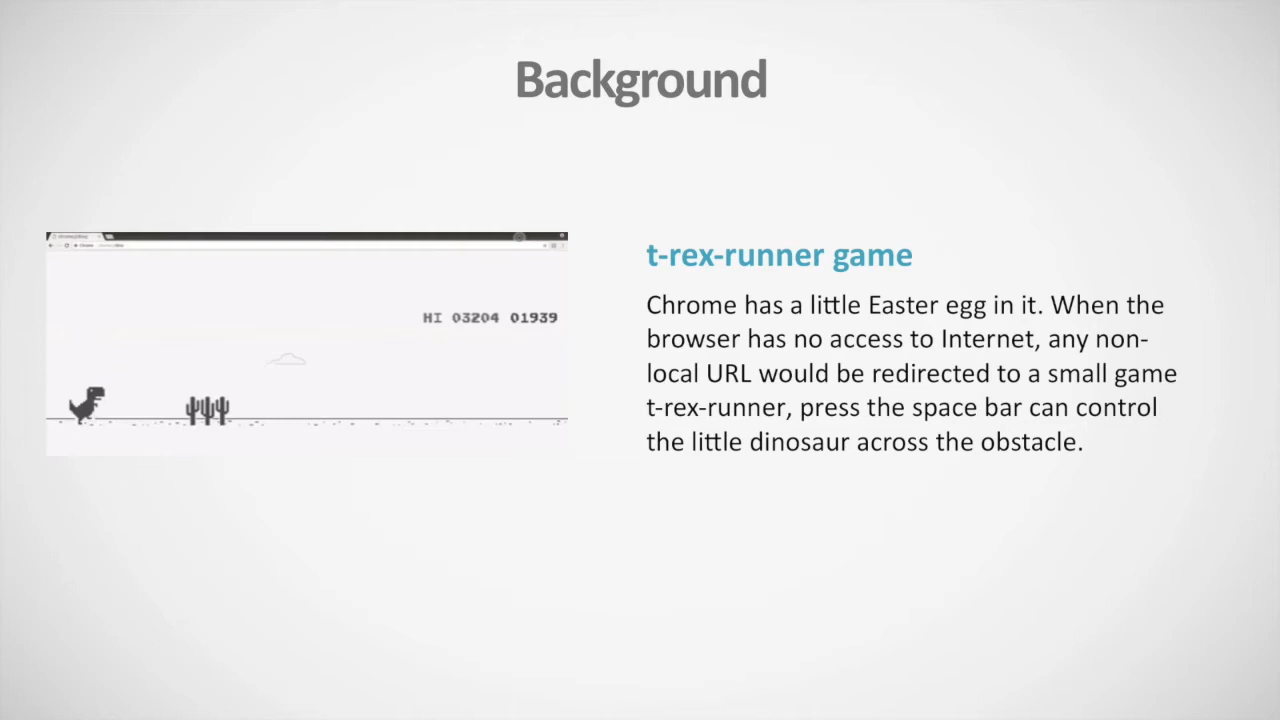 Background
HI 03204 01939
t-rex-runner game
Chrome has a little Easter egg in it. When the
browser has no access to Internet, any non-
local URL would be redirected to a small game
t-rex-runner, press the space bar can control
the little dinosaur across the obstacle.